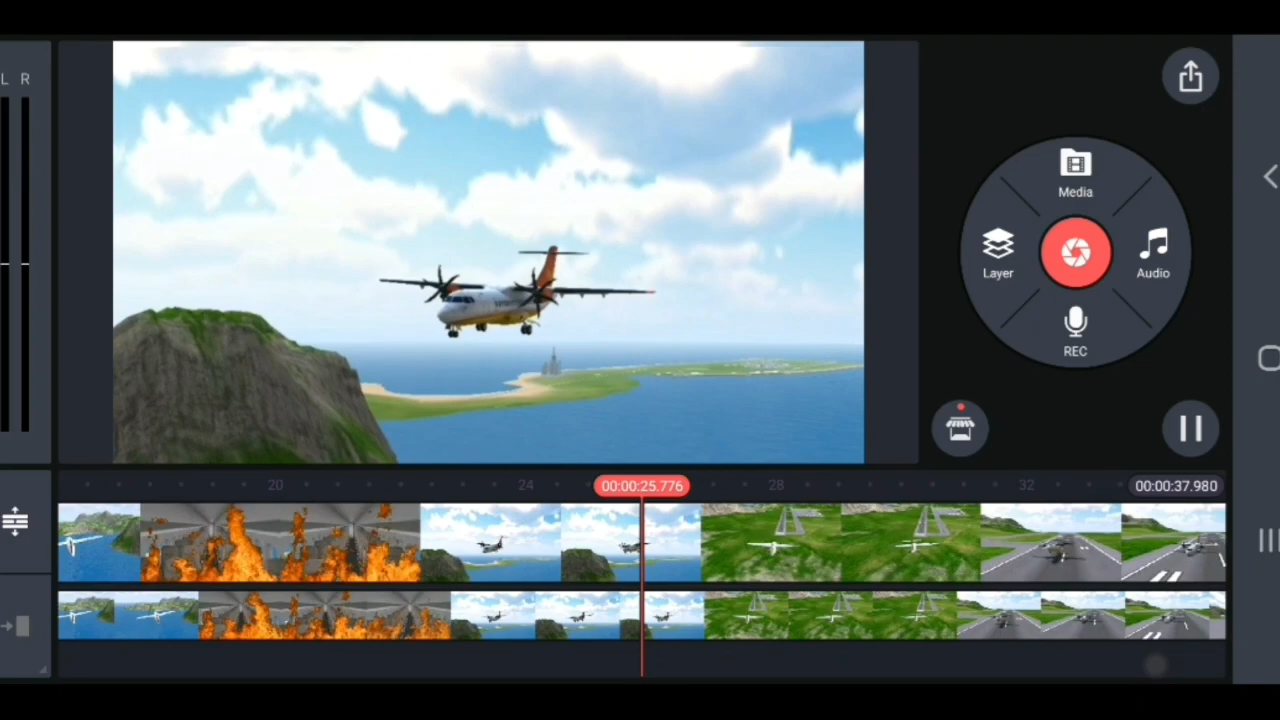 L R
Media
Layer
Audio
REC
20
24
00:00:25.776
28
32
00:00:37.980